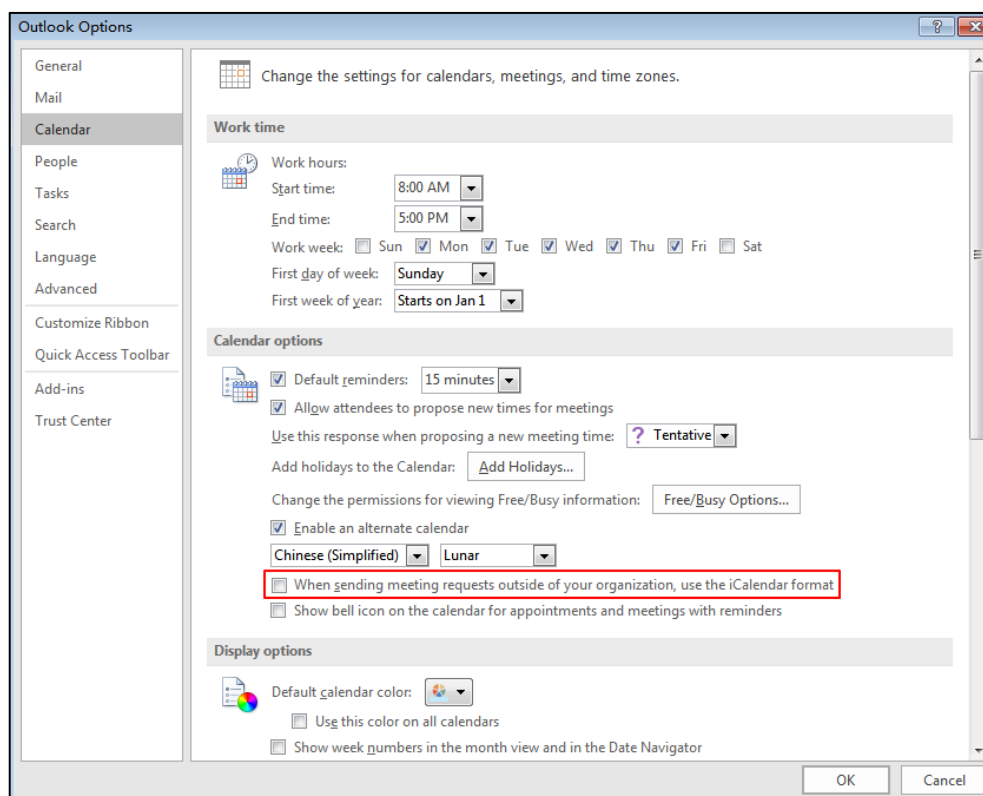 Outlook Options
General
Mail
Calendar
People
Tasks
Search
Language
Advanced
Customize Ribbon
Quick Access Toolbar
Add-ins
Trust Center
Change the settings for calendars, meetings, and time zones.
Work time
Work hours:
Start time: 8:00 AM
End time: 5:00 PM
Work week: Sun Mon Tue Wed Thu Fri Sat
First day of week: Sunday
First week of year: Starts on Jan 1
Calendar options
Default reminders: 15 minutes
Allow attendees to propose new times for meetings
Use this response when proposing a new meeting time: ? Tentative
Add holidays to the Calendar: Add Holidays...
Change the permissions for viewing Free/Busy information: Free/Busy Options...
Enable an alternate calendar
Chinese (Simplified) Lunar
When sending meeting requests outside of your organization, use the iCalendar format
Show bell icon on the calendar for appointments and meetings with reminders
Display options
Default calendar color:
Use this color on all calendars
Show week numbers in the month view and in the Date Navigator
OK Cancel